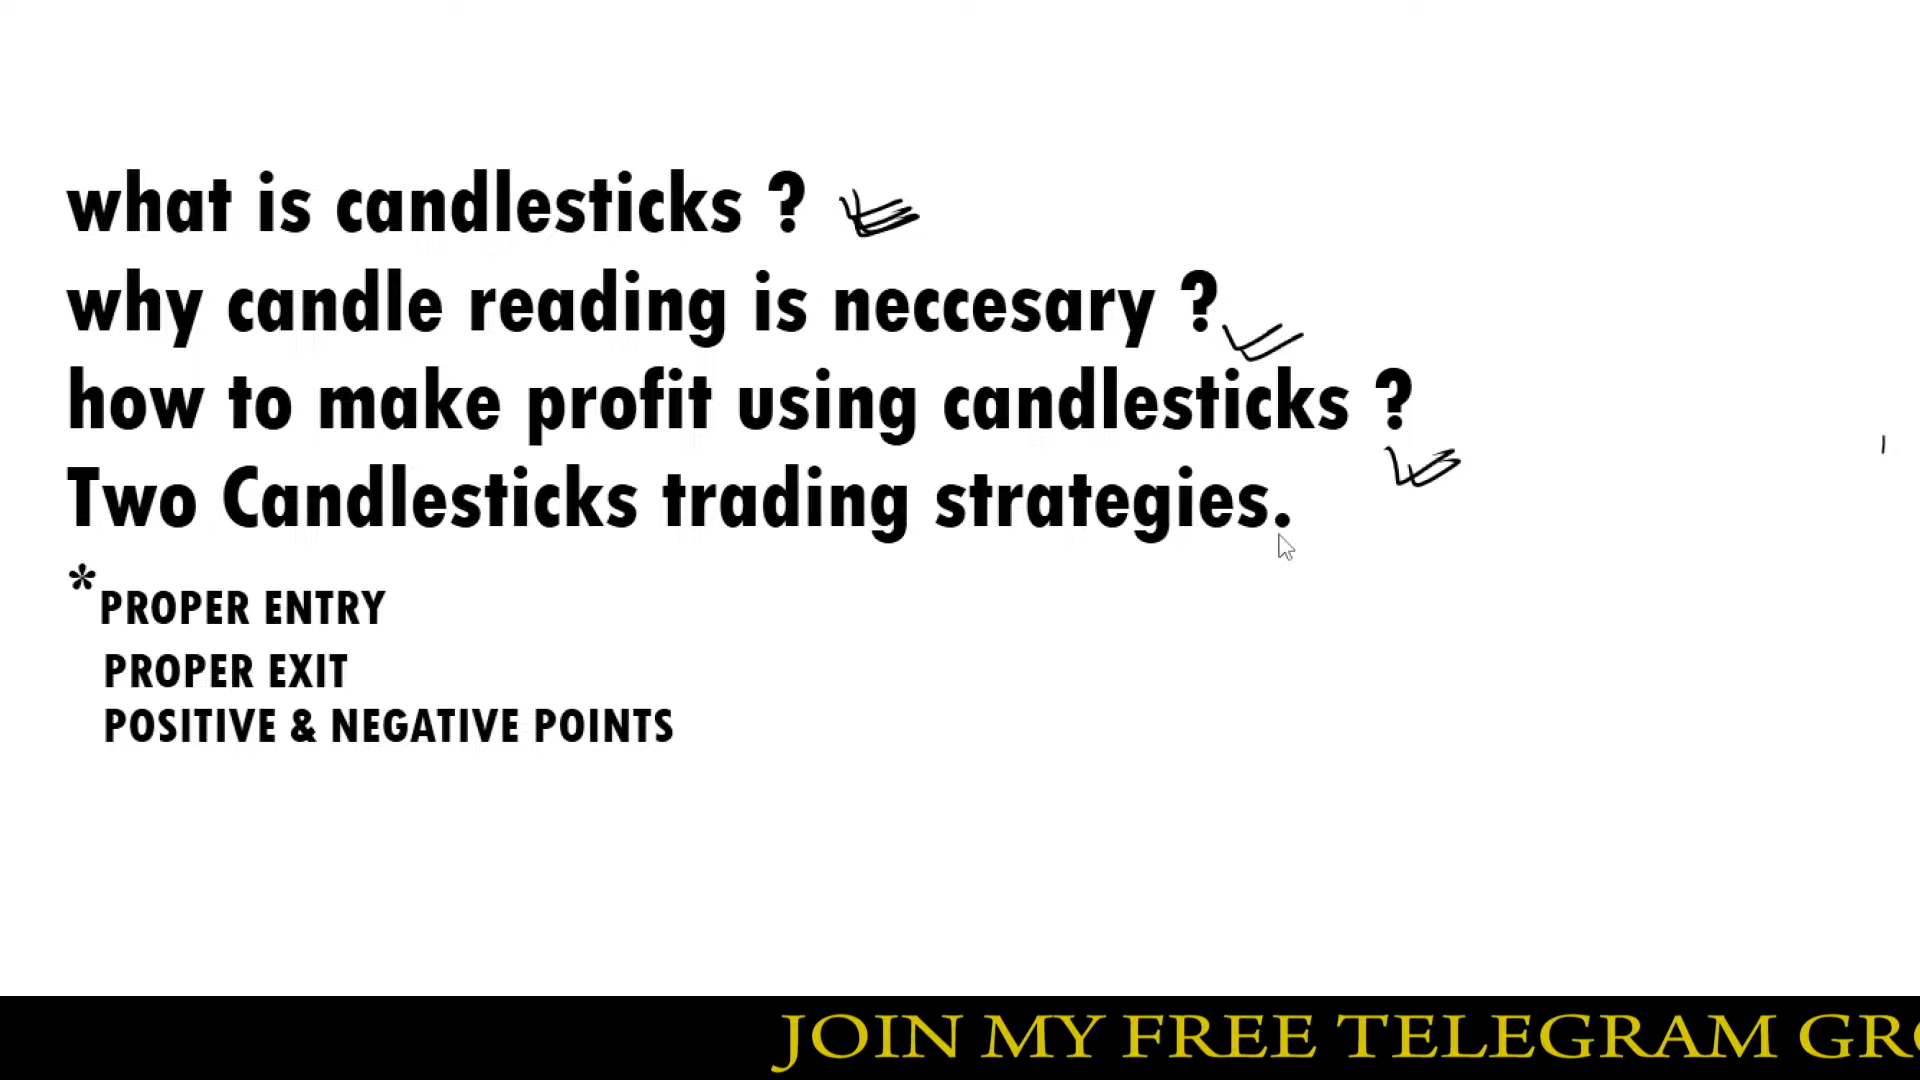 what is candlesticks ?
why candle reading is neccesary ?
how to make profit using candlesticks ?
Two Candlesticks trading strategies.
*PROPER ENTRY
PROPER EXIT
POSITIVE & NEGATIVE POINTS
JOIN MY FREE TELEGRAM